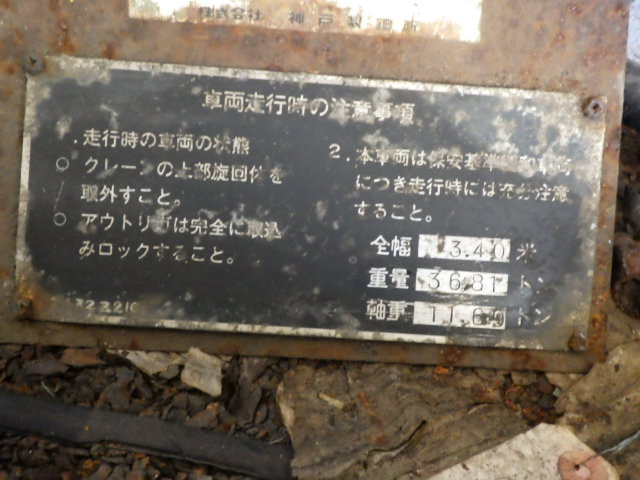 株式会社 神戸製鋼所
車両走行時の注意事項
.走行時の車両の状態
○ クレーンの上部旋回体を
取外すこと。
○ アウトリガは完全に取込
みロックすること。
2. 本車両は保安基準緩和車両
につき走行時には充分注意
すること。
全幅 3.40 米
重量 36.81 トン
軸重 11.60 トン